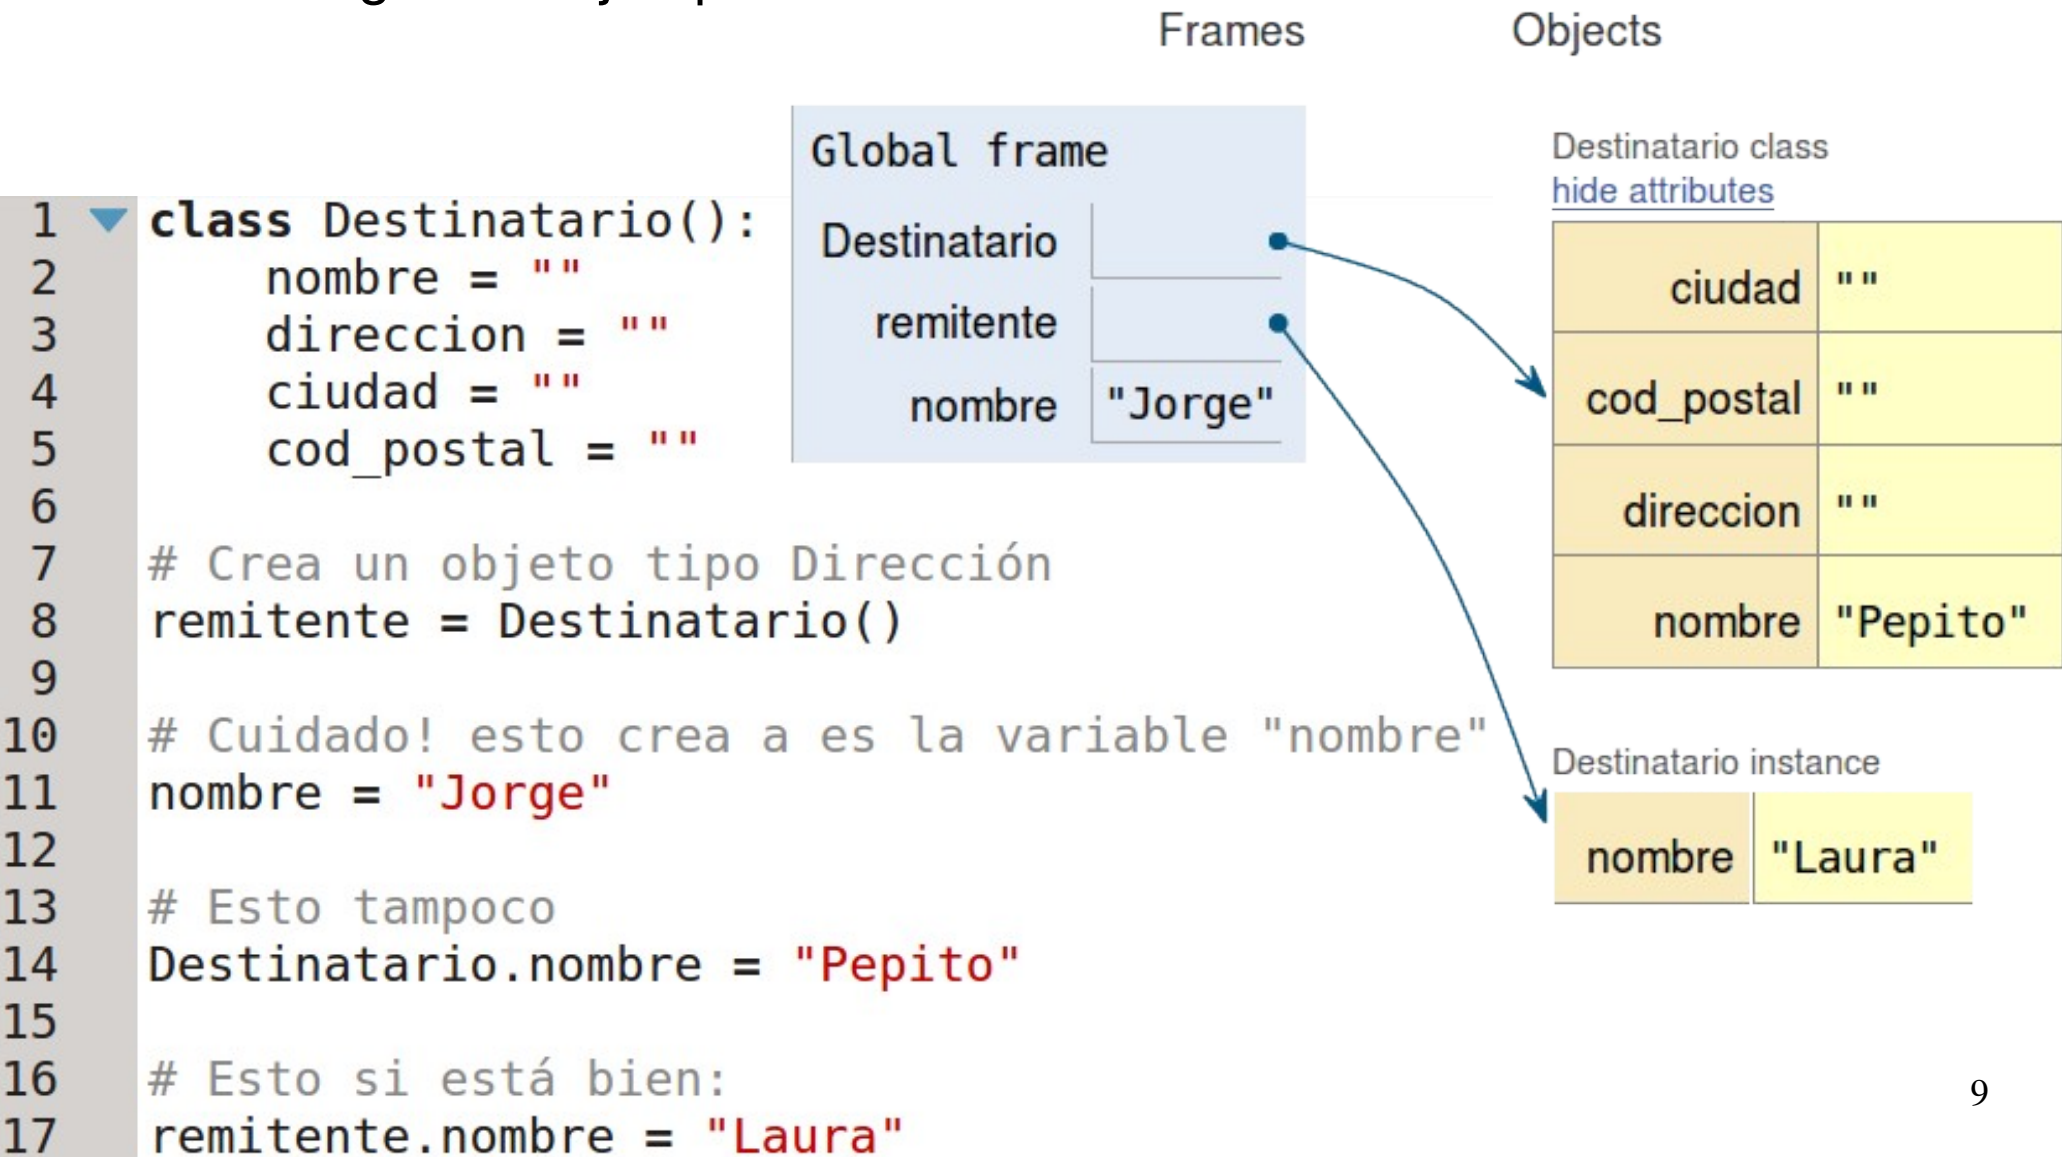 Frames Objects
Global frame
Destinatario
remitente
nombre "Jorge"
Destinatario class
hide attributes
ciudad ""
cod_postal ""
direccion ""
nombre "Pepito"
Destinatario instance
nombre "Laura"
1 class Destinatario():
2 nombre = ""
3 direccion = ""
4 ciudad = ""
5 cod_postal = ""
6
7 # Crea un objeto tipo Dirección
8 remitente = Destinatario()
9
10 # Cuidado! esto crea a es la variable "nombre"
11 nombre = "Jorge"
12
13 # Esto tampoco
14 Destinatario.nombre = "Pepito"
15
16 # Esto si está bien:
17 remitente.nombre = "Laura"
9